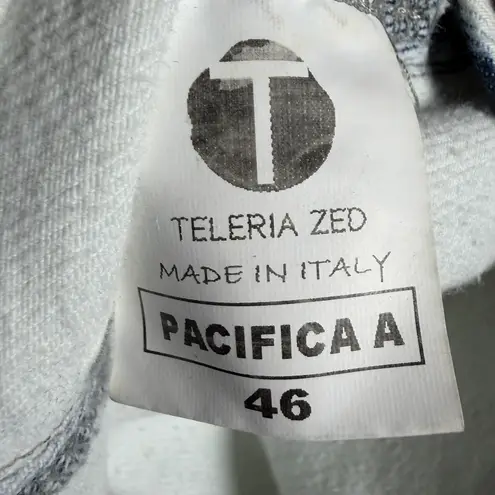 T
TELERIA ZED
MADE IN ITALY
PACIFICA A
46